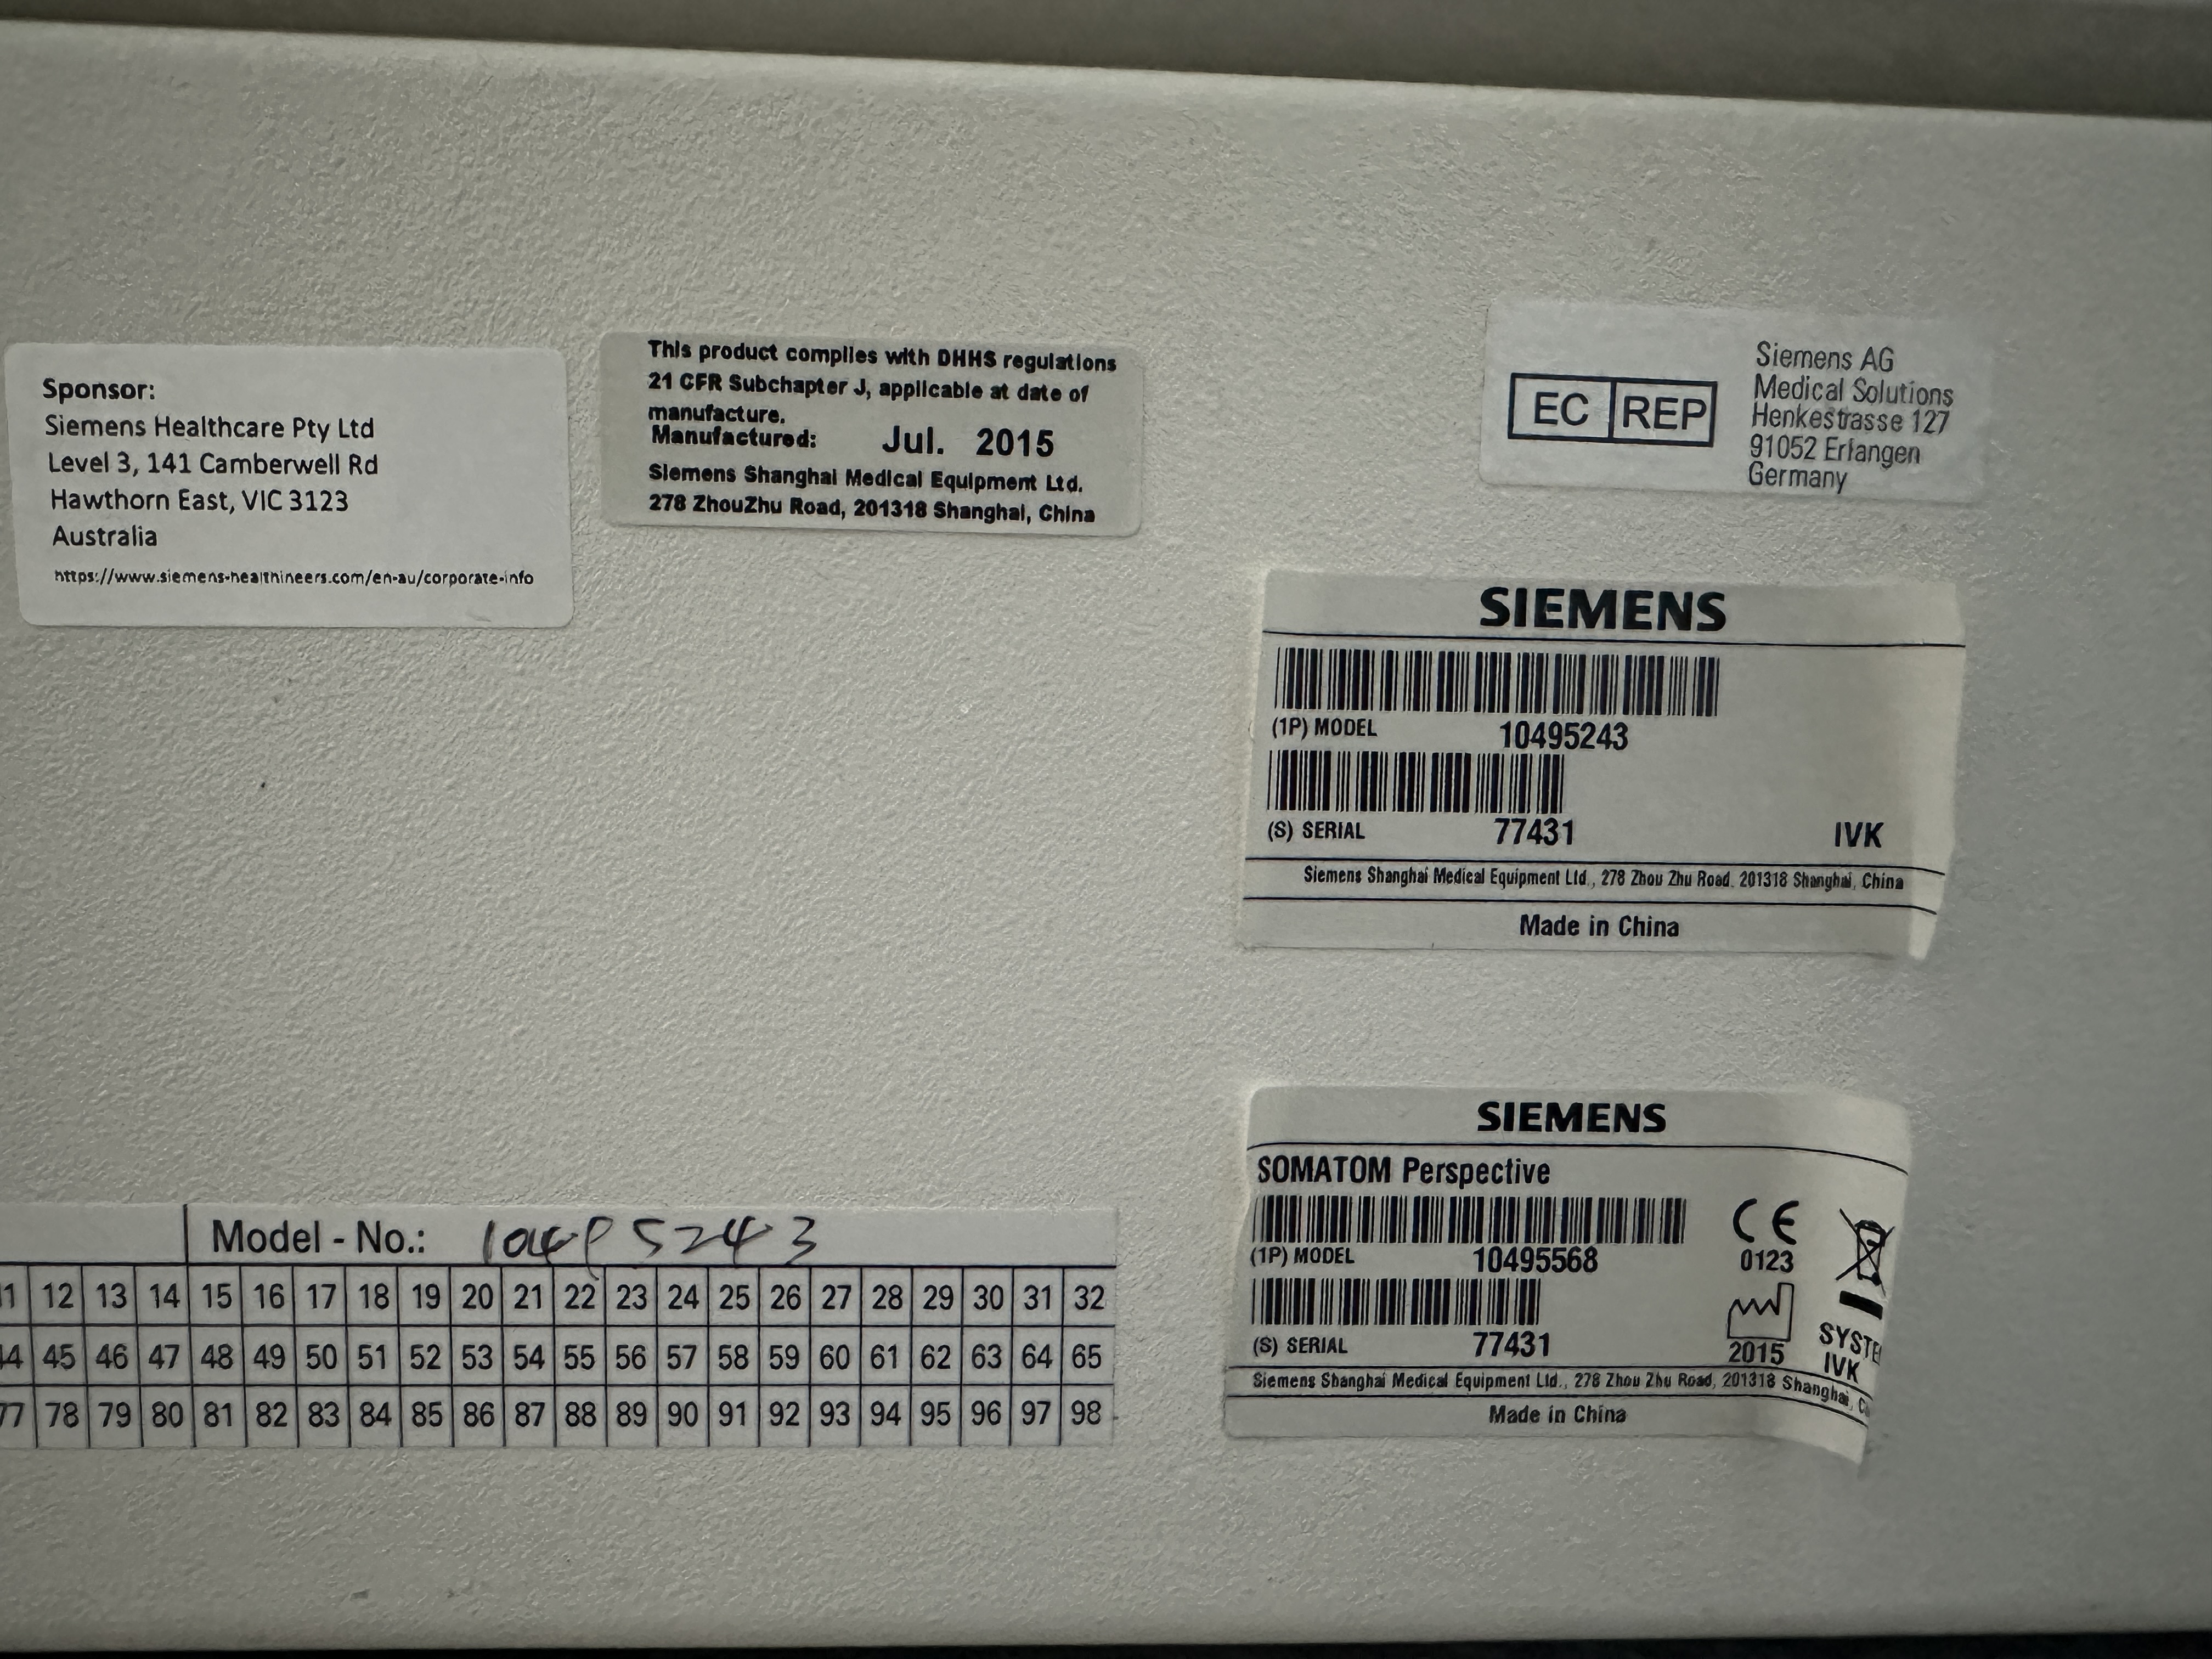 Sponsor:
Siemens Healthcare Pty Ltd
Level 3, 141 Camberwell Rd
Hawthorn East, VIC 3123
Australia
https://www.siemens-healthineers.com/en-au/corporate-info
This product complies with DHHS regulations
21 CFR Subchapter J, applicable at date of
manufacture.
Manufactured: Jul. 2015
Siemens Shanghai Medical Equipment Ltd.
278 ZhouZhu Road, 201318 Shanghai, China
EC REP
Siemens AG
Medical Solutions
Henkestrasse 127
91052 Erlangen
Germany
SIEMENS
(1P) MODEL 10495243
(S) SERIAL 77431 IVK
Siemens Shanghai Medical Equipment Ltd., 278 Zhou Zhu Road, 201318 Shanghai, China
Made in China
SIEMENS
SOMATOM Perspective
CE
(1P) MODEL 10495568 0123
(S) SERIAL 77431 2015
IVK
Siemens Shanghai Medical Equipment Ltd., 278 Zhou Zhu Road, 201318 Shanghai,
Made in China
Model - No.: 10495243
12 13 14 15 16 17 18 19 20 21 22 23 24 25 26 27 28 29 30 31 32
45 46 47 48 49 50 51 52 53 54 55 56 57 58 59 60 61 62 63 64 65
78 79 80 81 82 83 84 85 86 87 88 89 90 91 92 93 94 95 96 97 98